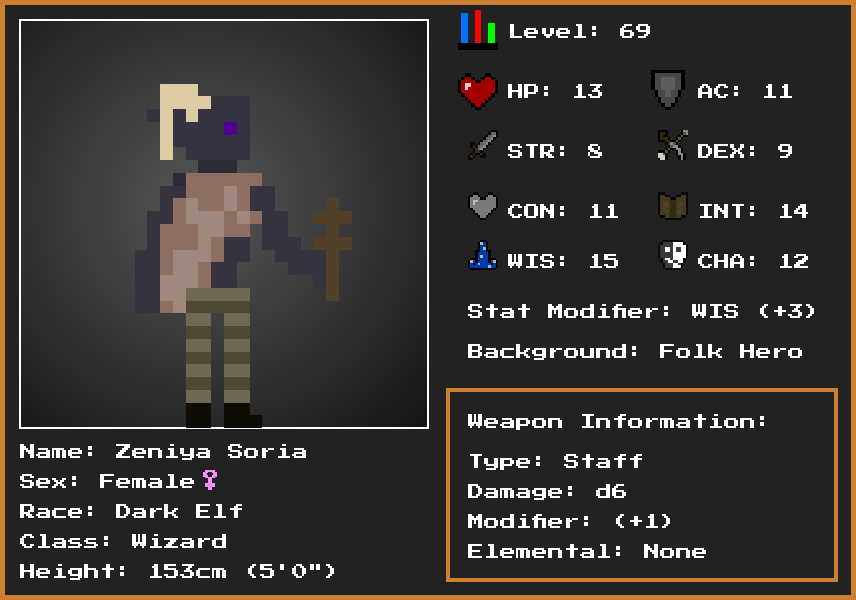 Level: 69
HP: 13
AC: 11
STR: 8
DEX: 9
CON: 11
INT: 14
WIS: 15
CHA: 12
Stat Modifier: WIS (+3)
Background: Folk Hero
Weapon Information:
Type: Staff
Damage: d6
Modifier: (+1)
Elemental: None
Name: Zeniya Soria
Sex: Female♀
Race: Dark Elf
Class: Wizard
Height: 153cm (5'0")